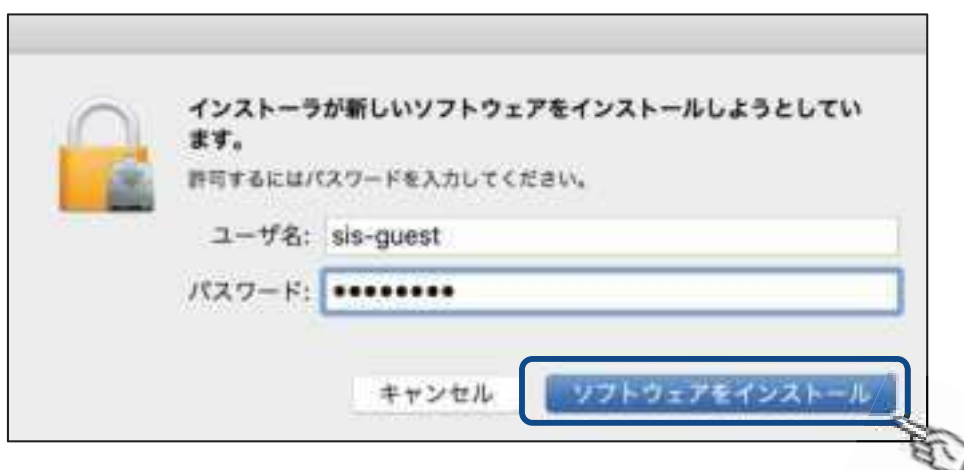 インストーラが新しいソフトウェアをインストールしようとしてい
ます。
許可するにはパスワードを入力してください。
ユーザ名: sis-guest
パスワード: ●●●●●●●●
キャンセル ソフトウェアをインストール